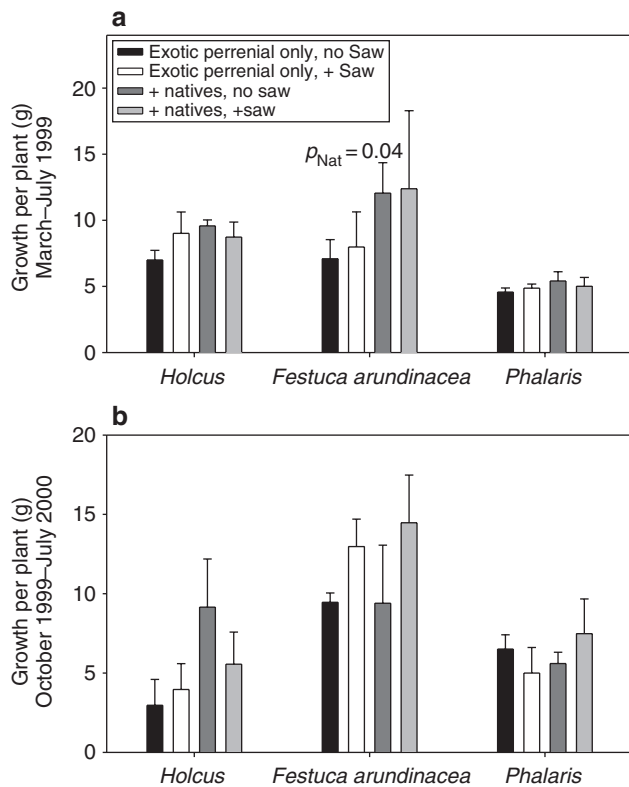 a
Exotic perrenial only, no Saw
Exotic perrenial only, + Saw
+ natives, no saw
+ natives, +saw
Growth per plant (g)
March–July 1999
20
15
10
5
0
pNat = 0.04
Holcus
Festuca arundinacea
Phalaris
b
Growth per plant (g)
October 1999–July 2000
20
15
10
5
0
Holcus
Festuca arundinacea
Phalaris